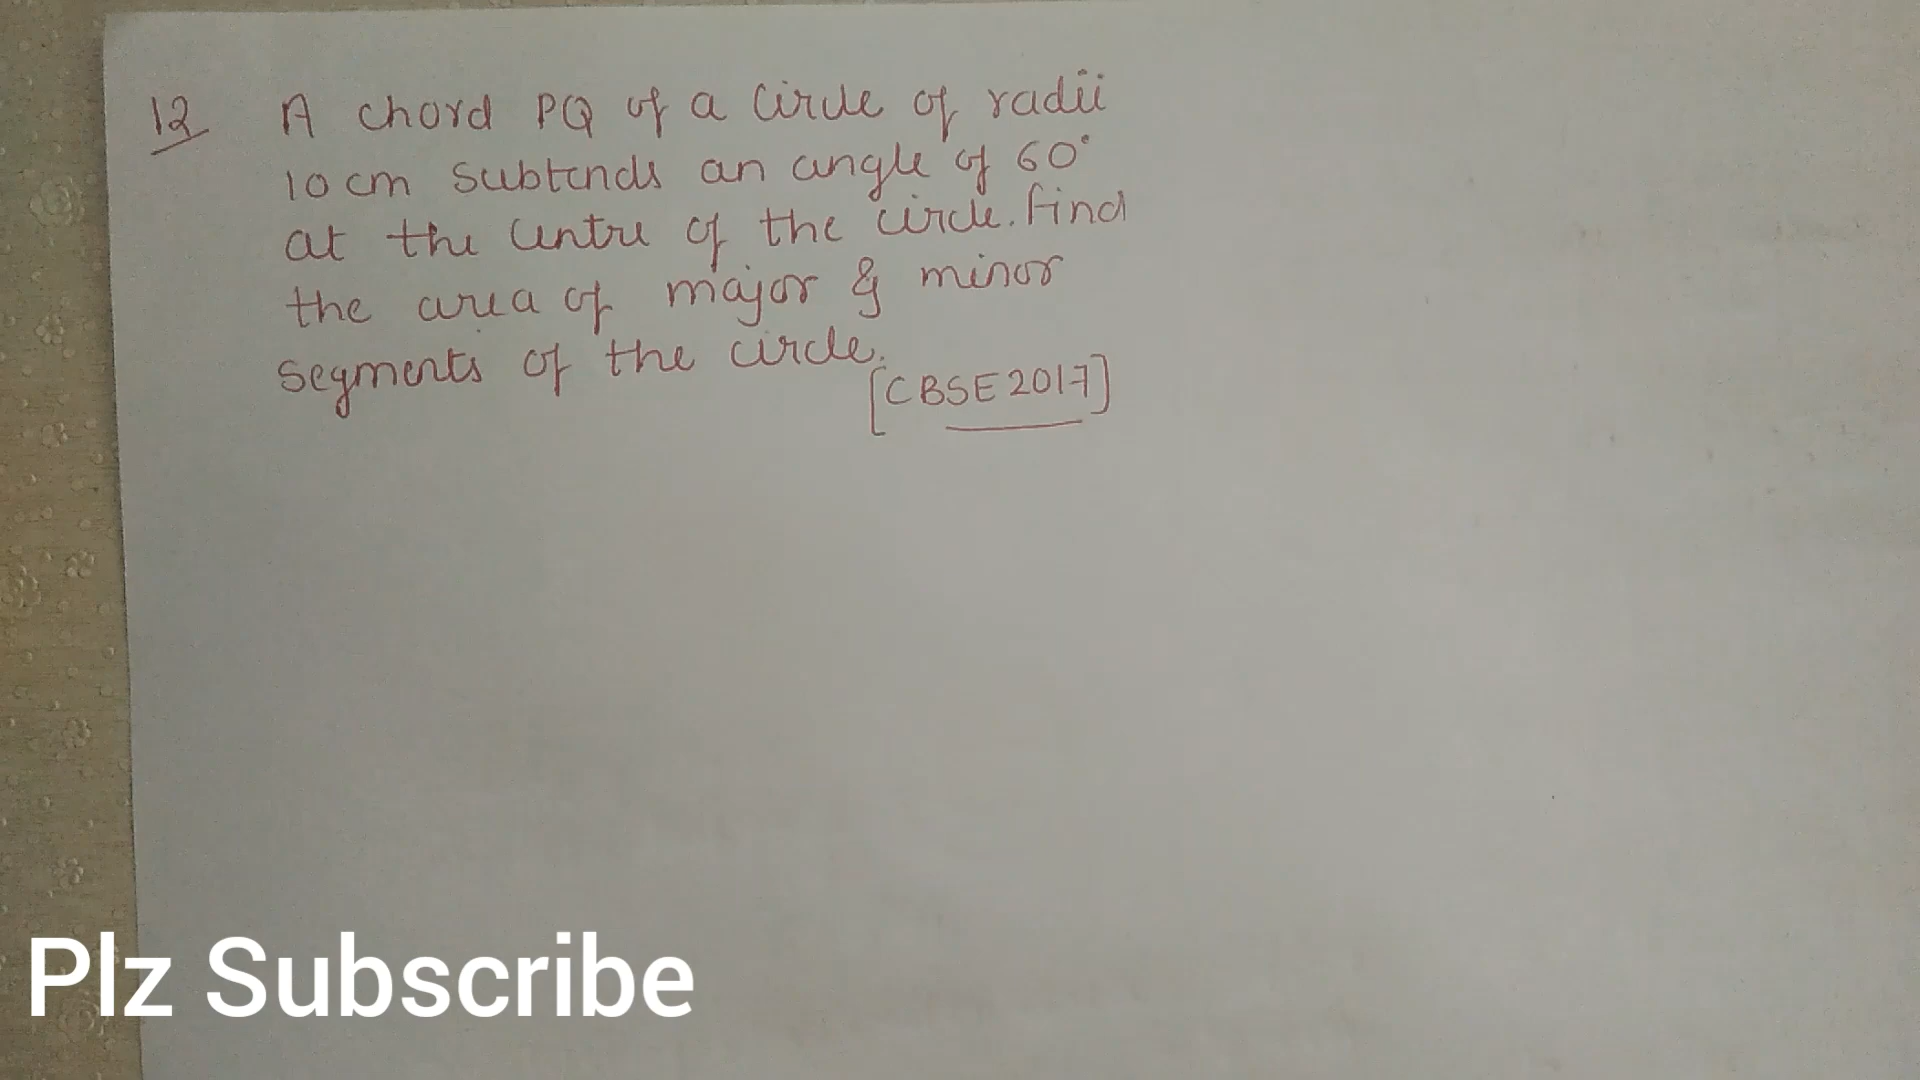 12 A chord PQ of a circle of radii
10 cm subtends an angle of 60°
at the centre of the circle. Find
the area of major & minor
segments of the circle.
[CBSE 2017]
Plz Subscribe